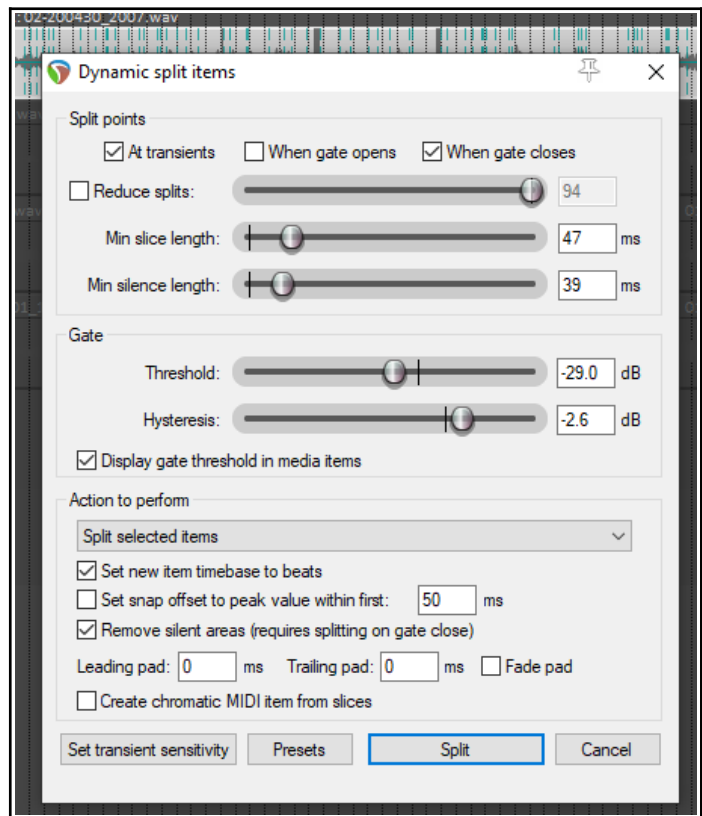 : 02-200430_2007.wav
Dynamic split items
Split points
At transients When gate opens When gate closes
Reduce splits: 94
Min slice length: 47 ms
Min silence length: 39 ms
Gate
Threshold: -29.0 dB
Hysteresis: -2.6 dB
Display gate threshold in media items
Action to perform
Split selected items
Set new item timebase to beats
Set snap offset to peak value within first: 50 ms
Remove silent areas (requires splitting on gate close)
Leading pad: 0 ms Trailing pad: 0 ms Fade pad
Create chromatic MIDI item from slices
Set transient sensitivity Presets Split Cancel